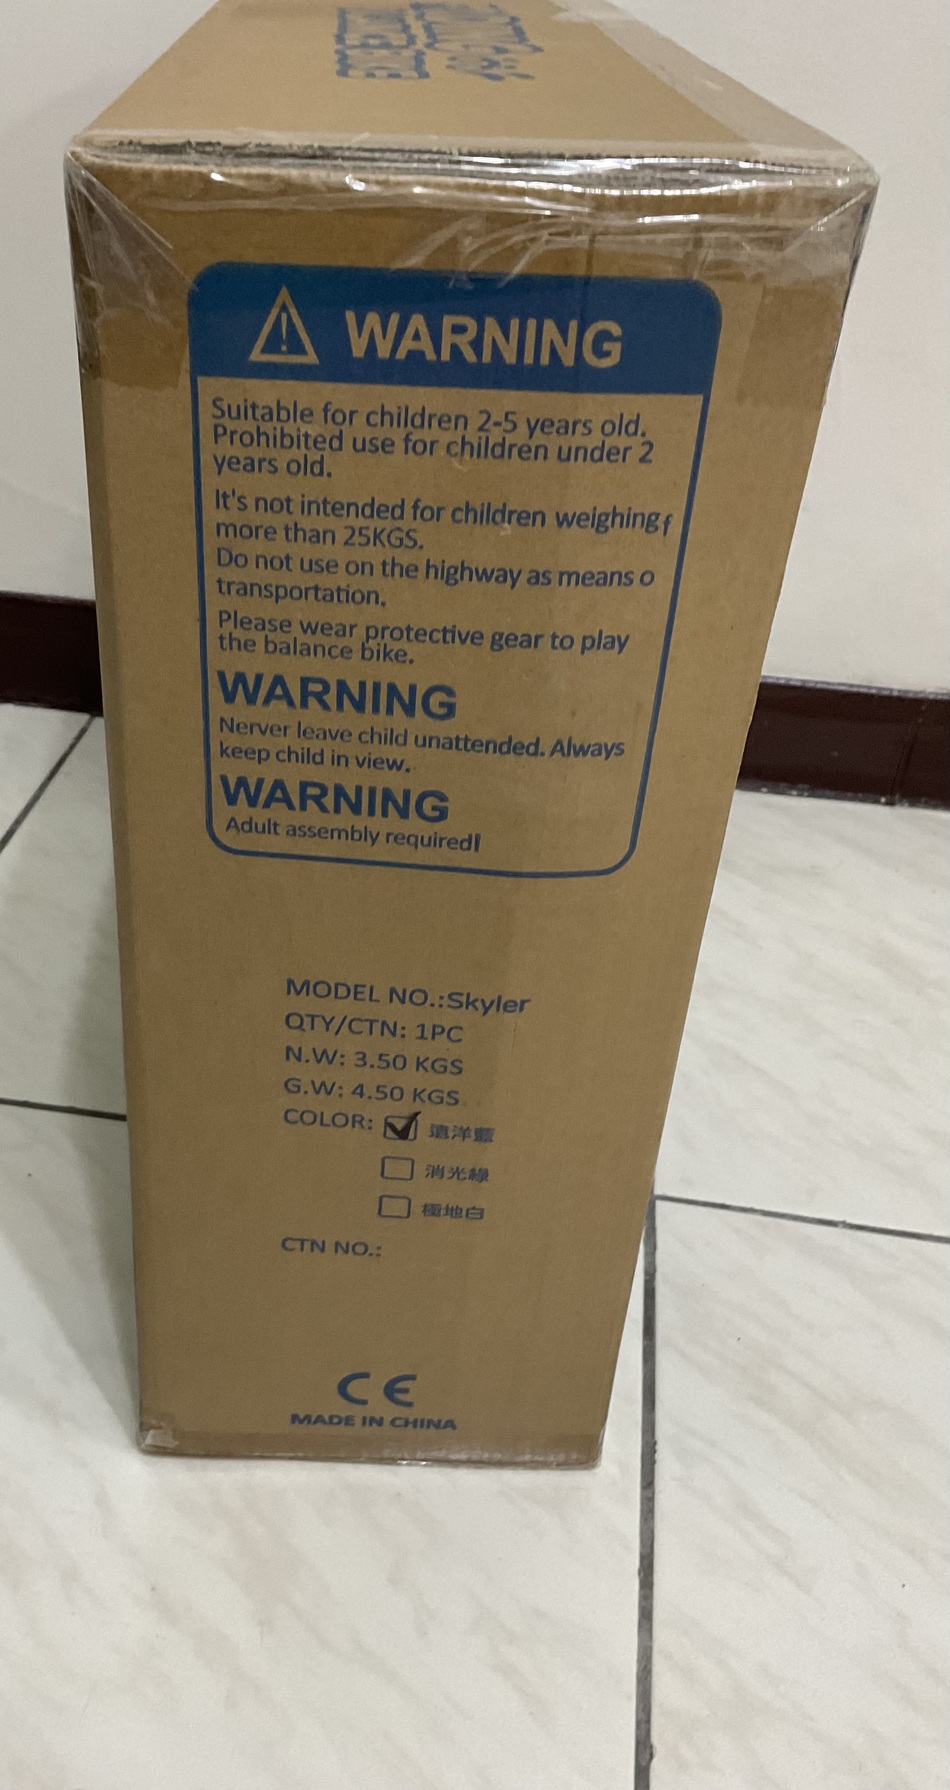 WARNING
Suitable for children 2-5 years old.
Prohibited use for children under 2
years old.
It's not intended for children weighingf
more than 25KGS.
Do not use on the highway as means o
transportation.
Please wear protective gear to play
the balance bike.
WARNING
Nerver leave child unattended. Always
keep child in view.
WARNING
Adult assembly required!
MODEL NO.:Skyler
QTY/CTN: 1PC
N.W: 3.50 KGS
G.W: 4.50 KGS
COLOR: 遠洋藍
消光綠
極地白
CTN NO.:
CE
MADE IN CHINA